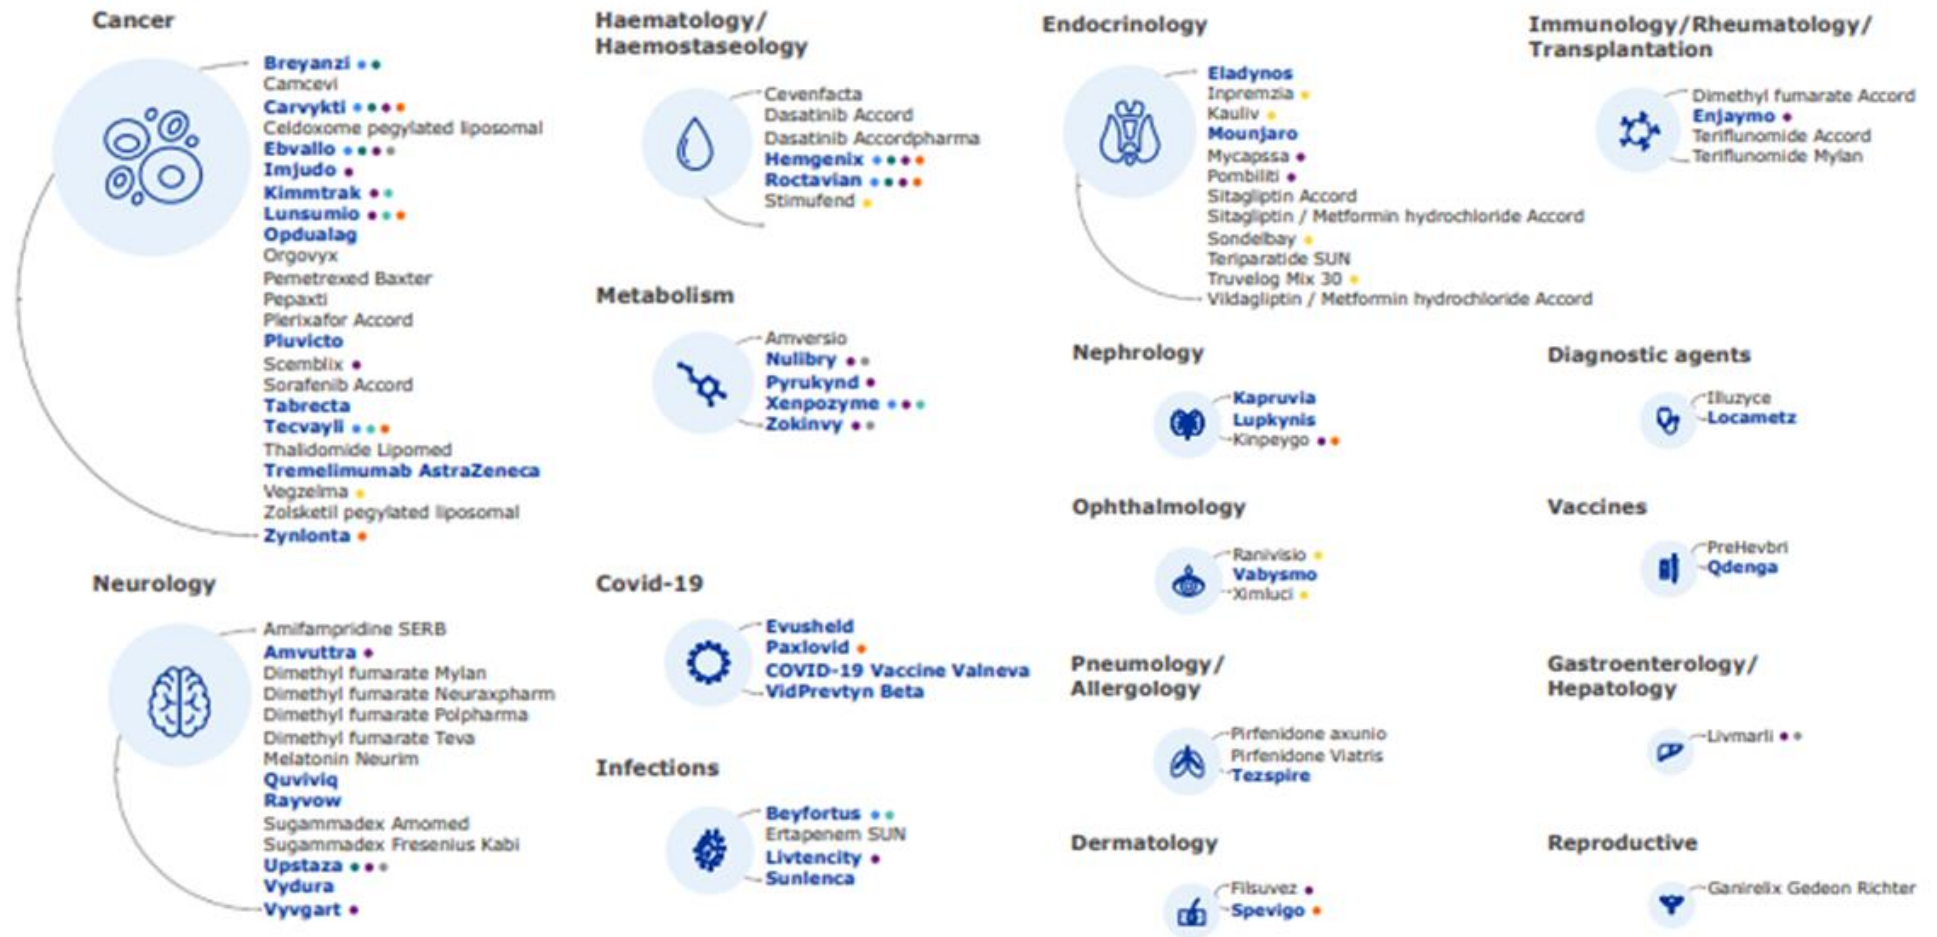 Cancer
Breyanzi
Camcevi
Carvykti
Celdoxome pegylated liposomal
Ebvallo
Imjudo
Kimmtrak
Lunsumio
Opdualag
Orgovyx
Pemetrexed Baxter
Pepaxti
Plerixafor Accord
Pluvicto
Scemblix
Sorafenib Accord
Tabrecta
Tecvayli
Thalidomide Lipomed
Tremelimumab AstraZeneca
Vegzelma
Zolsketil pegylated liposomal
Zynlonta
Neurology
Amifampridine SERB
Amvuttra
Dimethyl fumarate Mylan
Dimethyl fumarate Neuraxpharm
Dimethyl fumarate Polpharma
Dimethyl fumarate Teva
Melatonin Neurim
Quviviq
Rayvow
Sugammadex Amomed
Sugammadex Fresenius Kabi
Upstaza
Vydura
Vyvgart
Haematology/
Haemostaseology
Cevenfacta
Dasatinib Accord
Dasatinib Accordpharma
Hemgenix
Roctavian
Stimufend
Metabolism
Amversio
Nulibry
Pyrukynd
Xenpozyme
Zokinvy
Covid-19
Evusheld
Paxlovid
COVID-19 Vaccine Valneva
VidPrevtyn Beta
Infections
Beyfortus
Ertapenem SUN
Livtencity
Sunlenca
Endocrinology
Eladynos
Inpremzia
Kauliv
Mounjaro
Mycapssa
Pombiliti
Sitagliptin Accord
Sitagliptin / Metformin hydrochloride Accord
Sondelbay
Teriparatide SUN
Truvelog Mix 30
Vildagliptin / Metformin hydrochloride Accord
Nephrology
Kapruvia
Lupkynis
Kinpeygo
Ophthalmology
Ranivisio
Vabysmo
Ximluci
Pneumology/
Allergology
Pirfenidone axunio
Pirfenidone Viatris
Tezspire
Dermatology
Filsuvez
Spevigo
Immunology/Rheumatology/
Transplantation
Dimethyl fumarate Accord
Enjaymo
Teriflunomide Accord
Teriflunomide Mylan
Diagnostic agents
Illuzyce
Locametz
Vaccines
PreHevbri
Qdenga
Gastroenterology/
Hepatology
Livmarli
Reproductive
Ganirelix Gedeon Richter